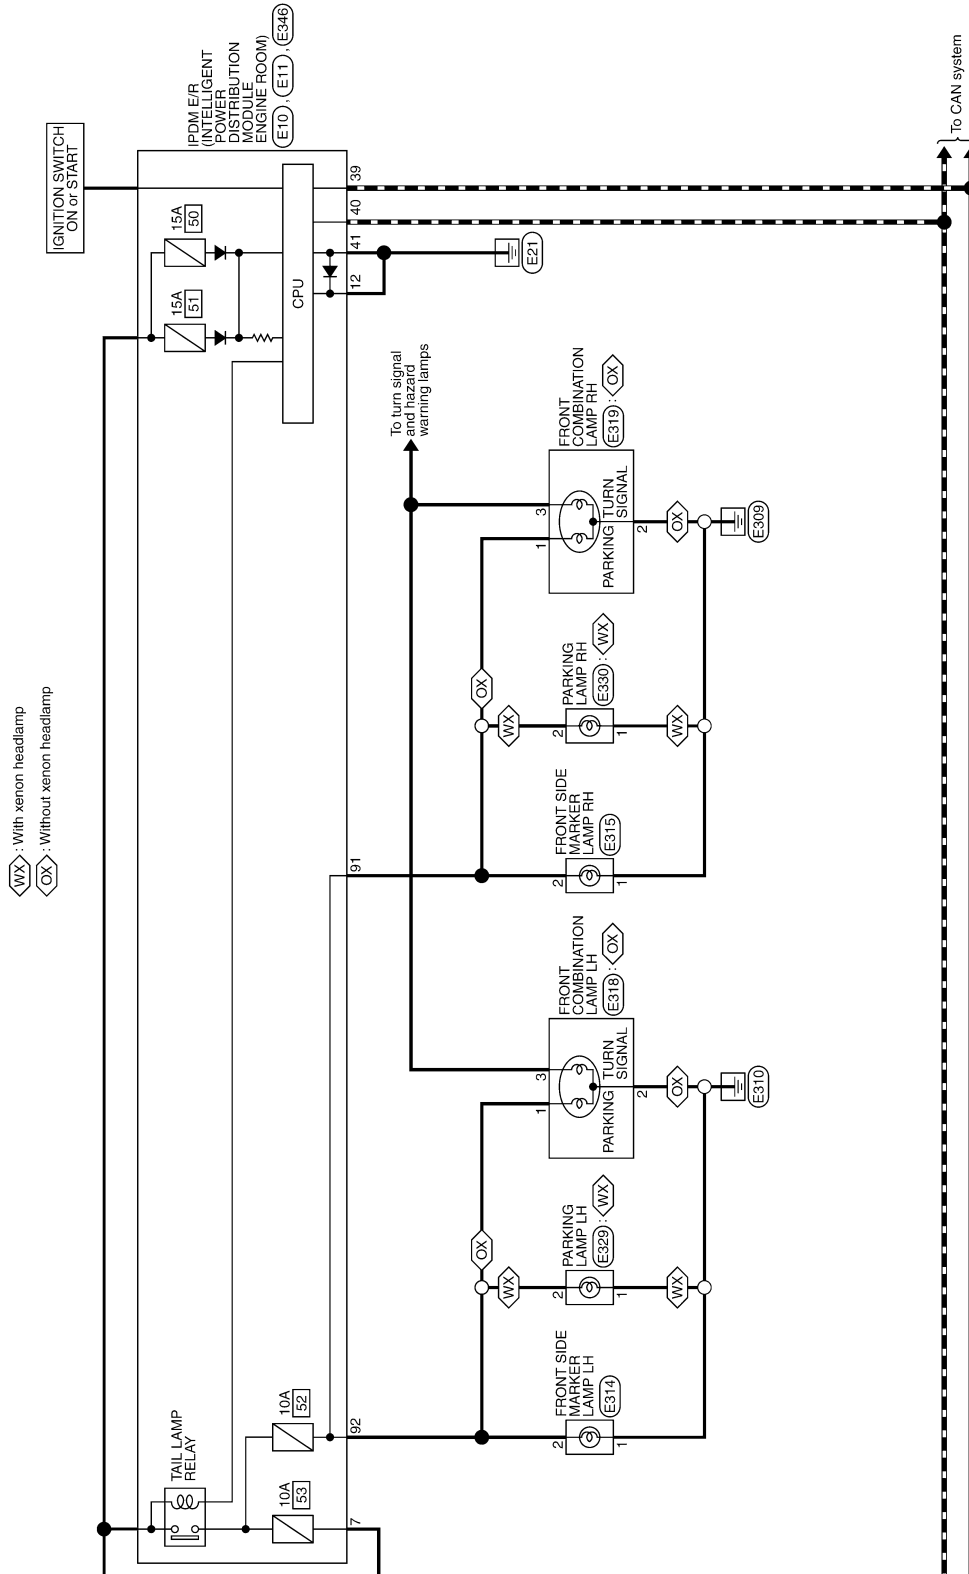 WX : With xenon headlamp
OX : Without xenon headlamp
IGNITION SWITCH
ON or START
IPDM E/R
(INTELLIGENT
POWER
DISTRIBUTION
MODULE
ENGINE ROOM)
E10 , E11 , E346
TAIL LAMP
RELAY
10A
53
10A
52
15A
51
15A
50
CPU
7
92
91
12
41
40
39
E21
To turn signal
and hazard
warning lamps
To CAN system
FRONT SIDE
MARKER
LAMP LH
E314
2
1
OX
WX
PARKING
LAMP LH
E329 : WX
2
1
WX
FRONT
COMBINATION
LAMP LH
E318 : OX
1
3
PARKING
TURN
SIGNAL
2
OX
E310
FRONT SIDE
MARKER
LAMP RH
E315
2
1
OX
WX
PARKING
LAMP RH
E330 : WX
2
1
WX
FRONT
COMBINATION
LAMP RH
E319 : OX
1
3
PARKING
TURN
SIGNAL
2
OX
E309